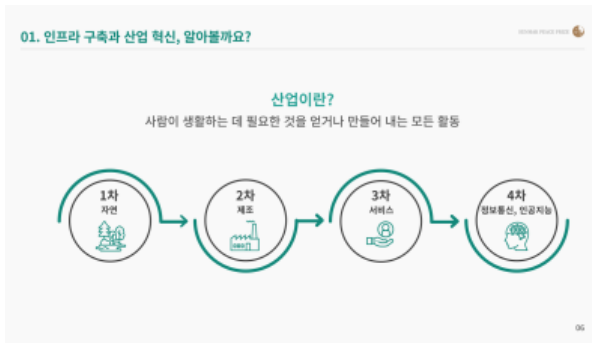 01. 인프라 구축과 산업 혁신, 알아볼까요?
산업이란?
사람이 생활하는 데 필요한 것을 얻거나 만들어 내는 모든 활동
1차
자연
2차
제조
3차
서비스
4차
정보통신, 인공지능
06